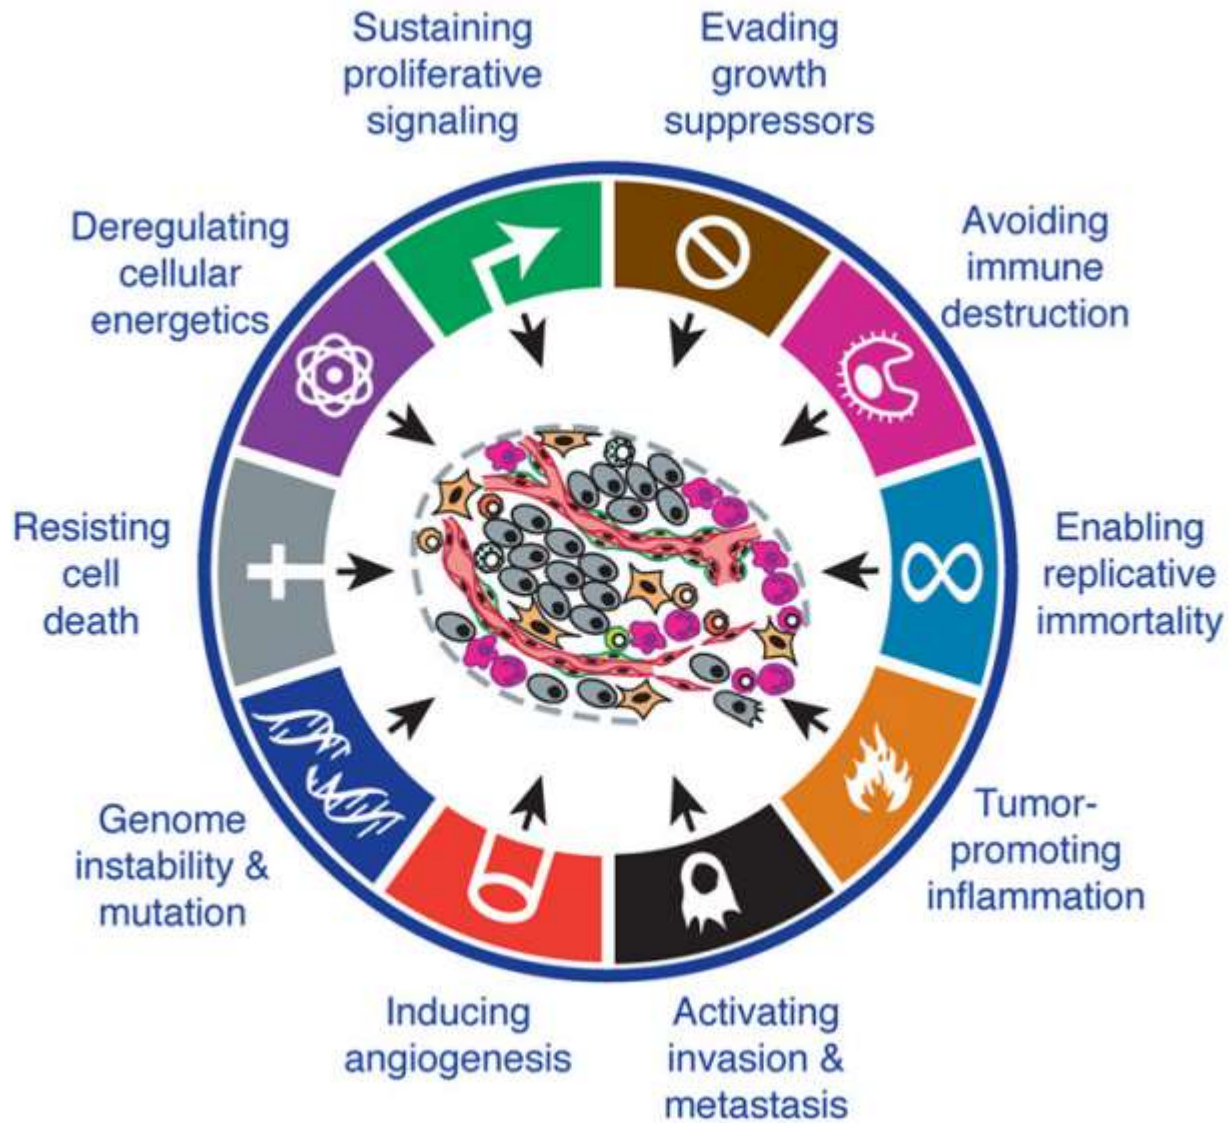 Sustaining
proliferative
signaling
Evading
growth
suppressors
Deregulating
cellular
energetics
Avoiding
immune
destruction
Resisting
cell
death
Enabling
replicative
immortality
Genome
instability &
mutation
Tumor-
promoting
inflammation
Inducing
angiogenesis
Activating
invasion &
metastasis